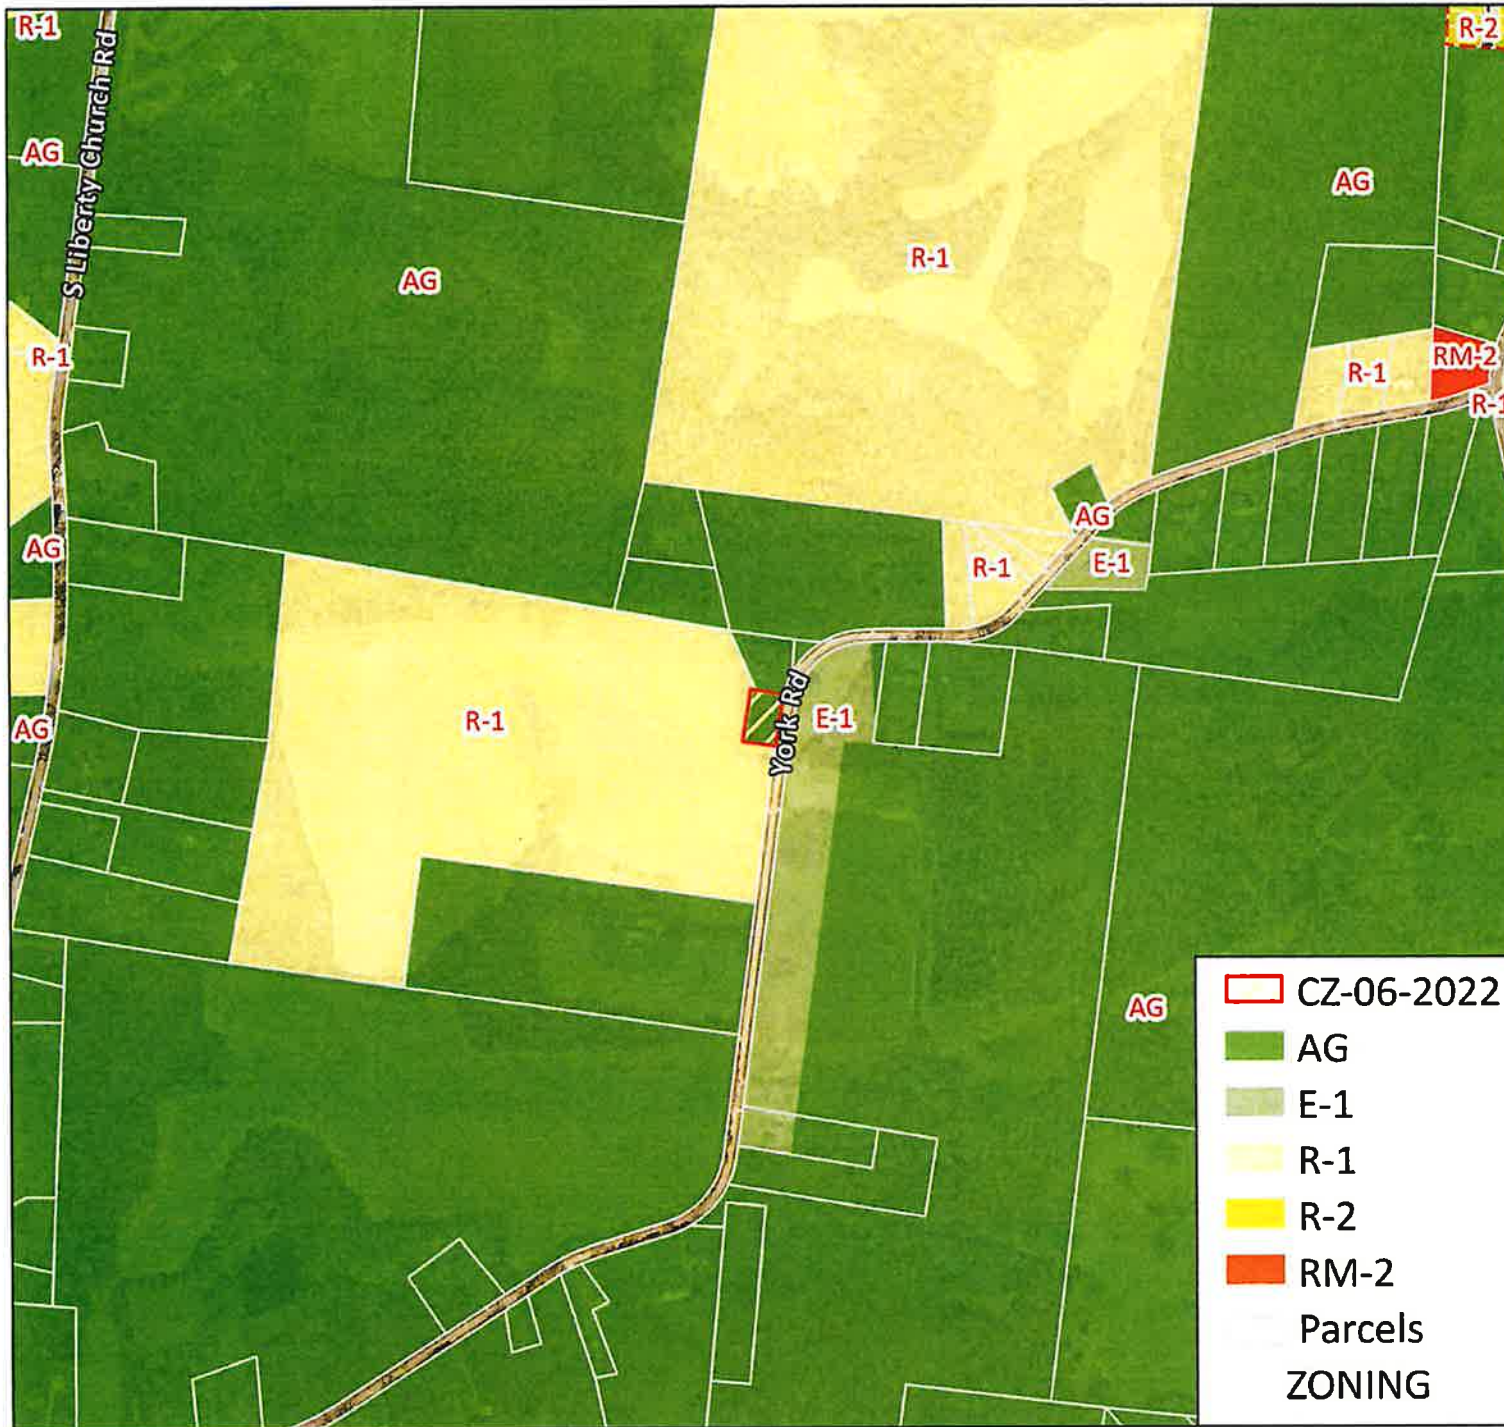 R-1
R-2
S Liberty Church Rd
AG
AG
R-1
AG
R-1
RM-2
R-1
R-1
AG
AG
R-1
E-1
AG
R-1
York Rd
E-1
AG
CZ-06-2022
AG
E-1
R-1
R-2
RM-2
Parcels
ZONING